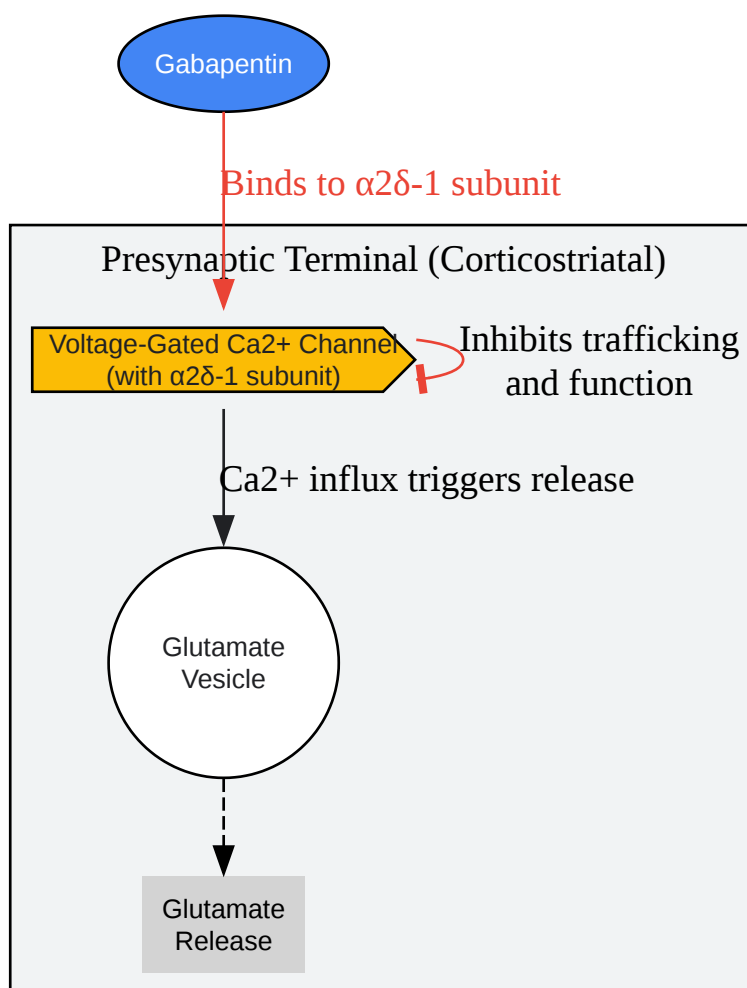 Gabapentin
Binds to α2δ-1 subunit
Presynaptic Terminal (Corticostriatal)
Voltage-Gated Ca2+ Channel
(with α2δ-1 subunit)
Inhibits trafficking
and function
Ca2+ influx triggers release
Glutamate
Vesicle
Glutamate
Release